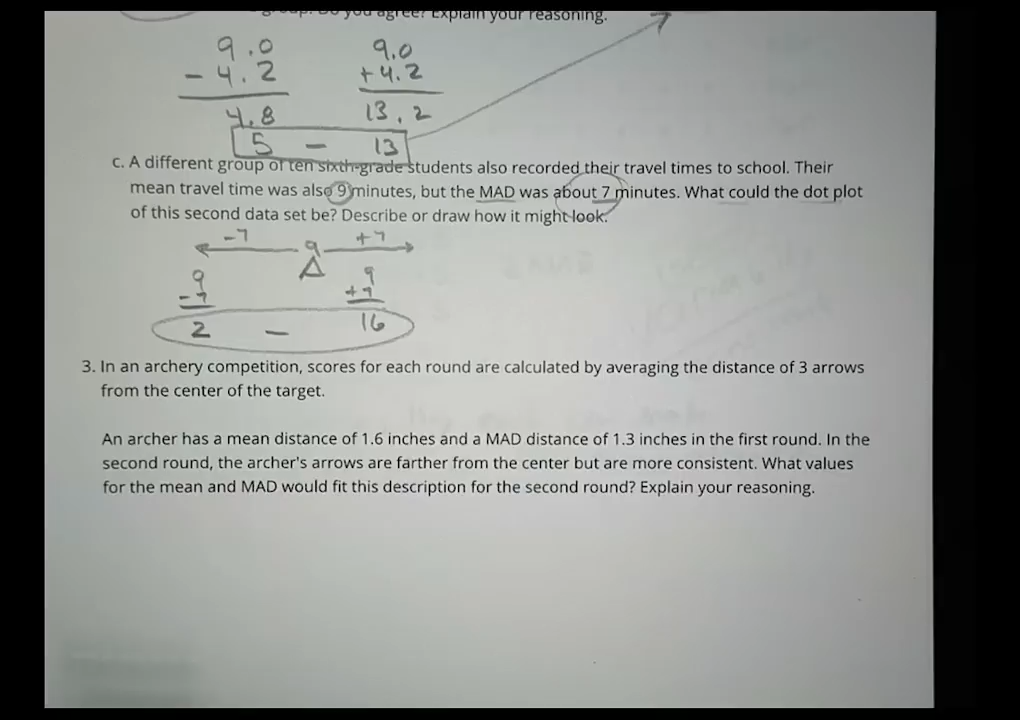 you agree? Explain your reasoning.
9.0 9.0
- 4.2 +4.2
4.8 13.2
5 - 13
c. A different group of ten sixth-grade students also recorded their travel times to school. Their
mean travel time was also 9 minutes, but the MAD was about 7 minutes. What could the dot plot
of this second data set be? Describe or draw how it might look.
-7 9 +7
9 9
-7 +7
2 - 16
3. In an archery competition, scores for each round are calculated by averaging the distance of 3 arrows
from the center of the target.
An archer has a mean distance of 1.6 inches and a MAD distance of 1.3 inches in the first round. In the
second round, the archer's arrows are farther from the center but are more consistent. What values
for the mean and MAD would fit this description for the second round? Explain your reasoning.